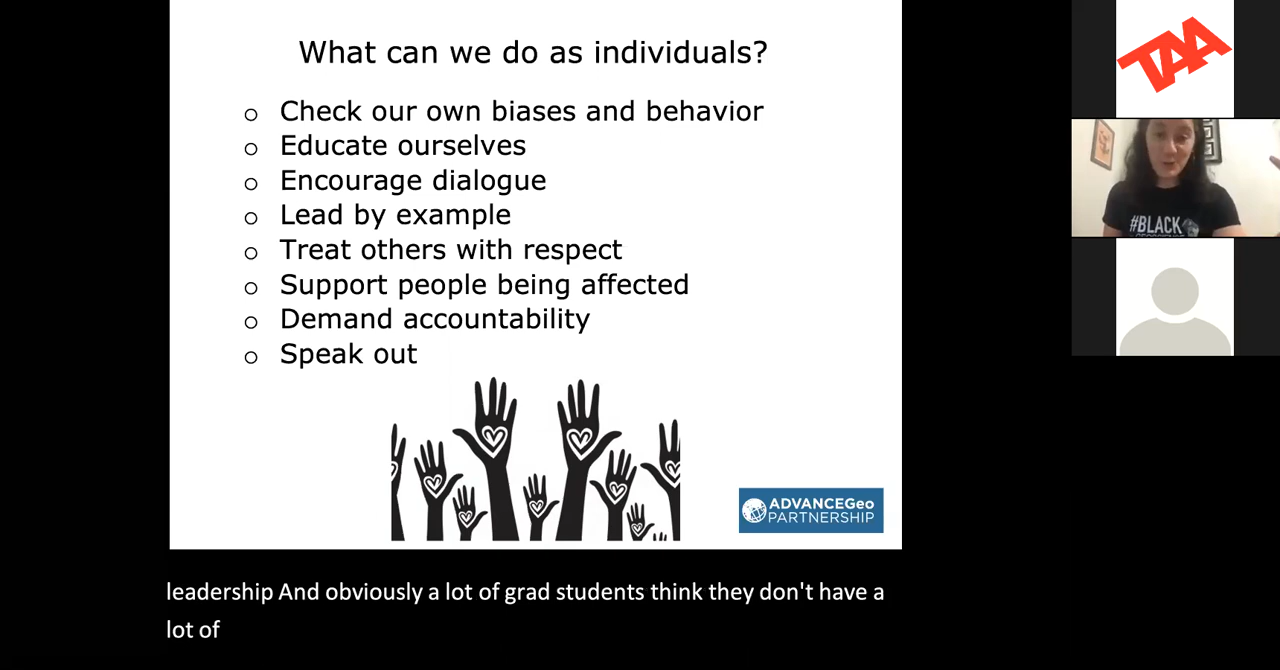 What can we do as individuals?
Check our own biases and behavior
Educate ourselves
Encourage dialogue
Lead by example
Treat others with respect
Support people being affected
Demand accountability
Speak out
ADVANCEGeo
PARTNERSHIP
TAA
#BLACK
leadership And obviously a lot of grad students think they don't have a
lot of